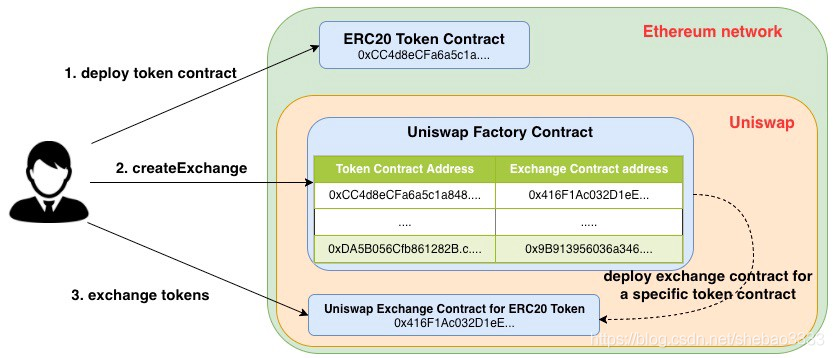 Ethereum network
ERC20 Token Contract
0xCC4d8eCFa6a5c1a....
1. deploy token contract
Uniswap
Uniswap Factory Contract
2. createExchange
Token Contract Address Exchange Contract address
0xCC4d8eCFa6a5c1a848.... 0x416F1Ac032D1eE...
.... .....
0xDA5B056Cfb861282B.c.... 0x9B913956036a346....
deploy exchange contract for
a specific token contract
3. exchange tokens
Uniswap Exchange Contract for ERC20 Token
0x416F1Ac032D1eE...
https://blog.csdn.net/shebao3333